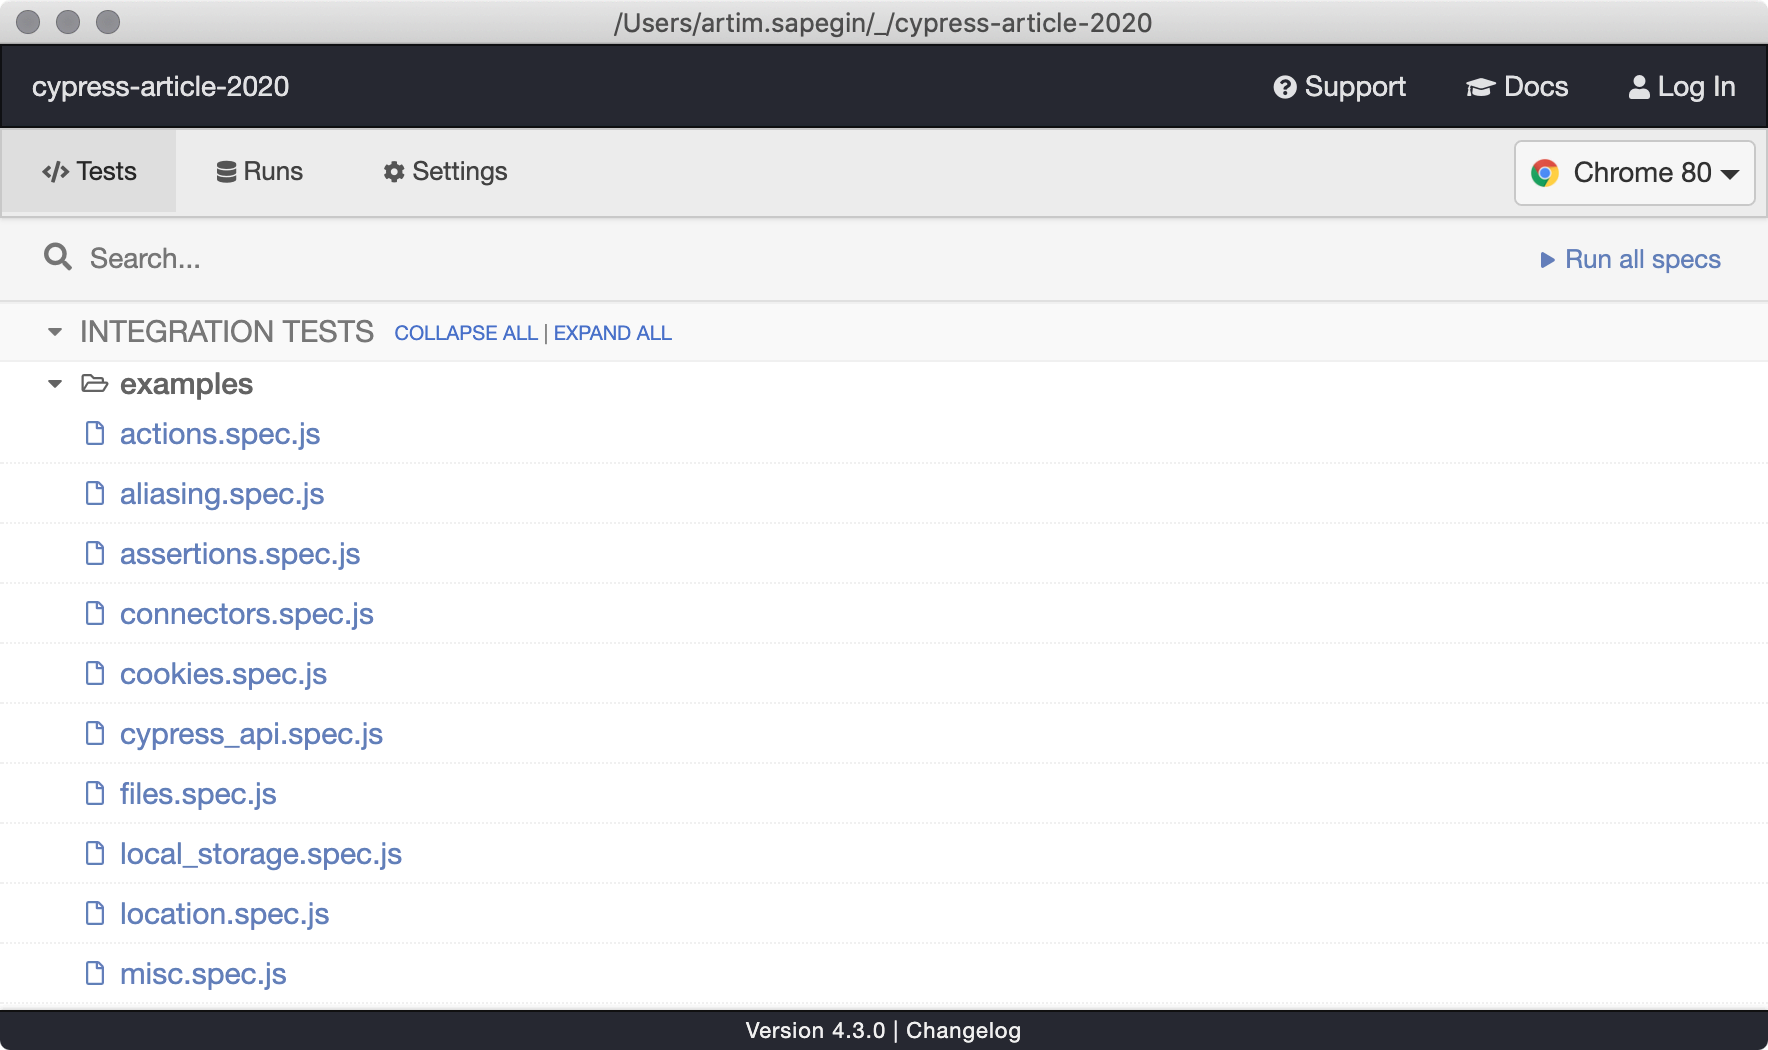 /Users/artim.sapegin/_/cypress-article-2020
cypress-article-2020 Support Docs Log In
Tests Runs Settings Chrome 80
Search... Run all specs
INTEGRATION TESTS COLLAPSE ALL | EXPAND ALL
examples
actions.spec.js
aliasing.spec.js
assertions.spec.js
connectors.spec.js
cookies.spec.js
cypress_api.spec.js
files.spec.js
local_storage.spec.js
location.spec.js
misc.spec.js
Version 4.3.0 | Changelog